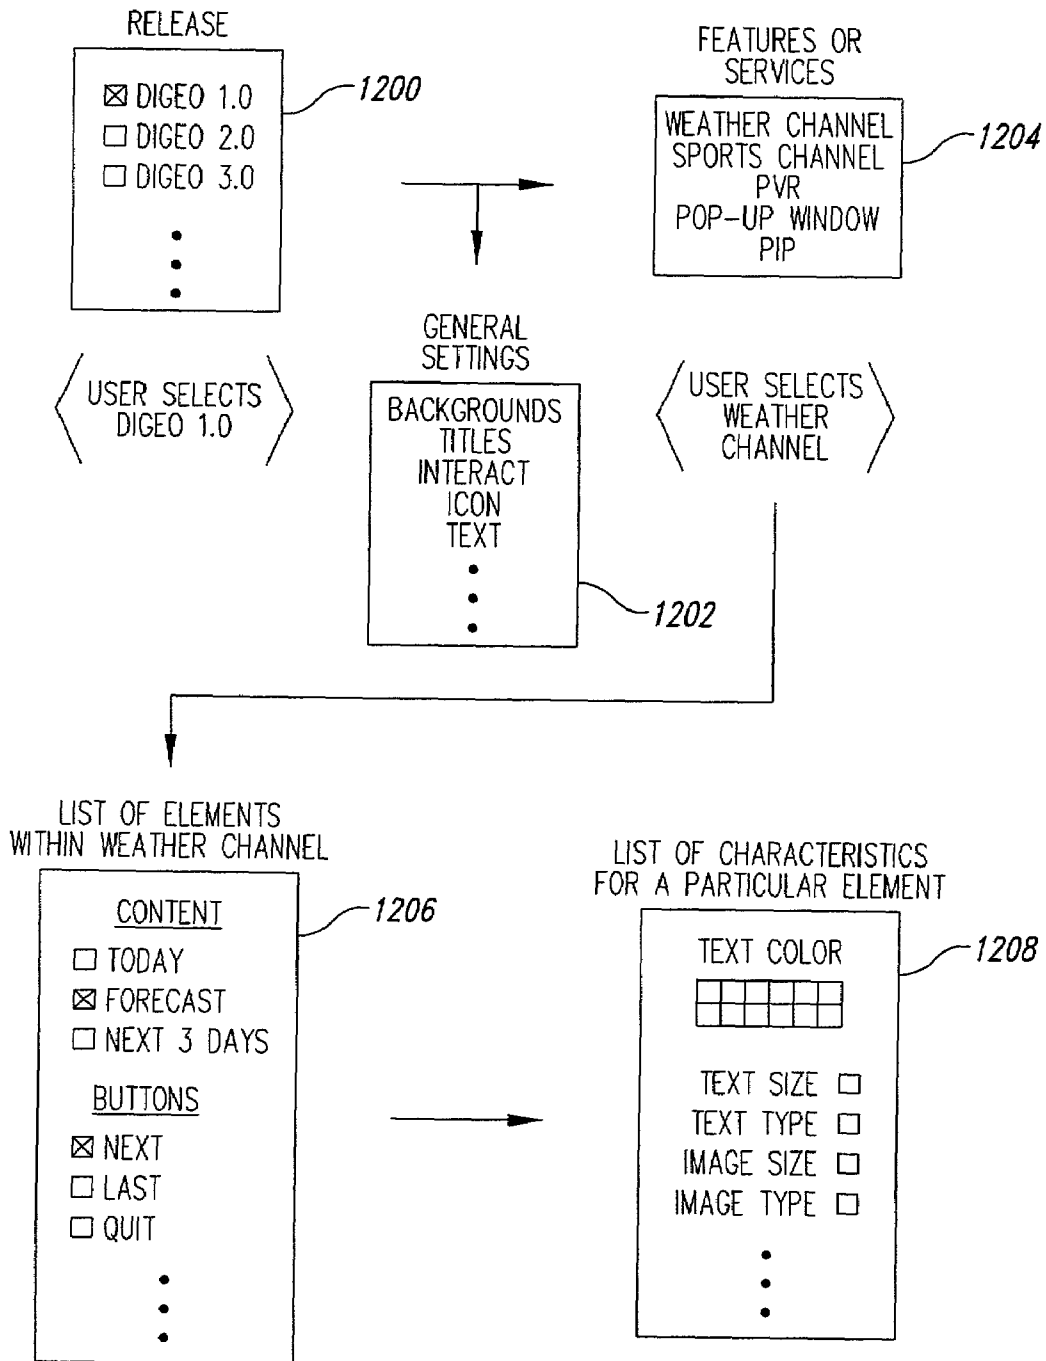 RELEASE
DIGEO 1.0
DIGEO 2.0
DIGEO 3.0
1200
FEATURES OR
SERVICES
WEATHER CHANNEL
SPORTS CHANNEL
PVR
POP-UP WINDOW
PIP
1204
USER SELECTS
DIGEO 1.0
GENERAL
SETTINGS
BACKGROUNDS
TITLES
INTERACT
ICON
TEXT
1202
USER SELECTS
WEATHER
CHANNEL
LIST OF ELEMENTS
WITHIN WEATHER CHANNEL
CONTENT
TODAY
FORECAST
NEXT 3 DAYS
BUTTONS
NEXT
LAST
QUIT
1206
LIST OF CHARACTERISTICS
FOR A PARTICULAR ELEMENT
TEXT COLOR
TEXT SIZE
TEXT TYPE
IMAGE SIZE
IMAGE TYPE
1208